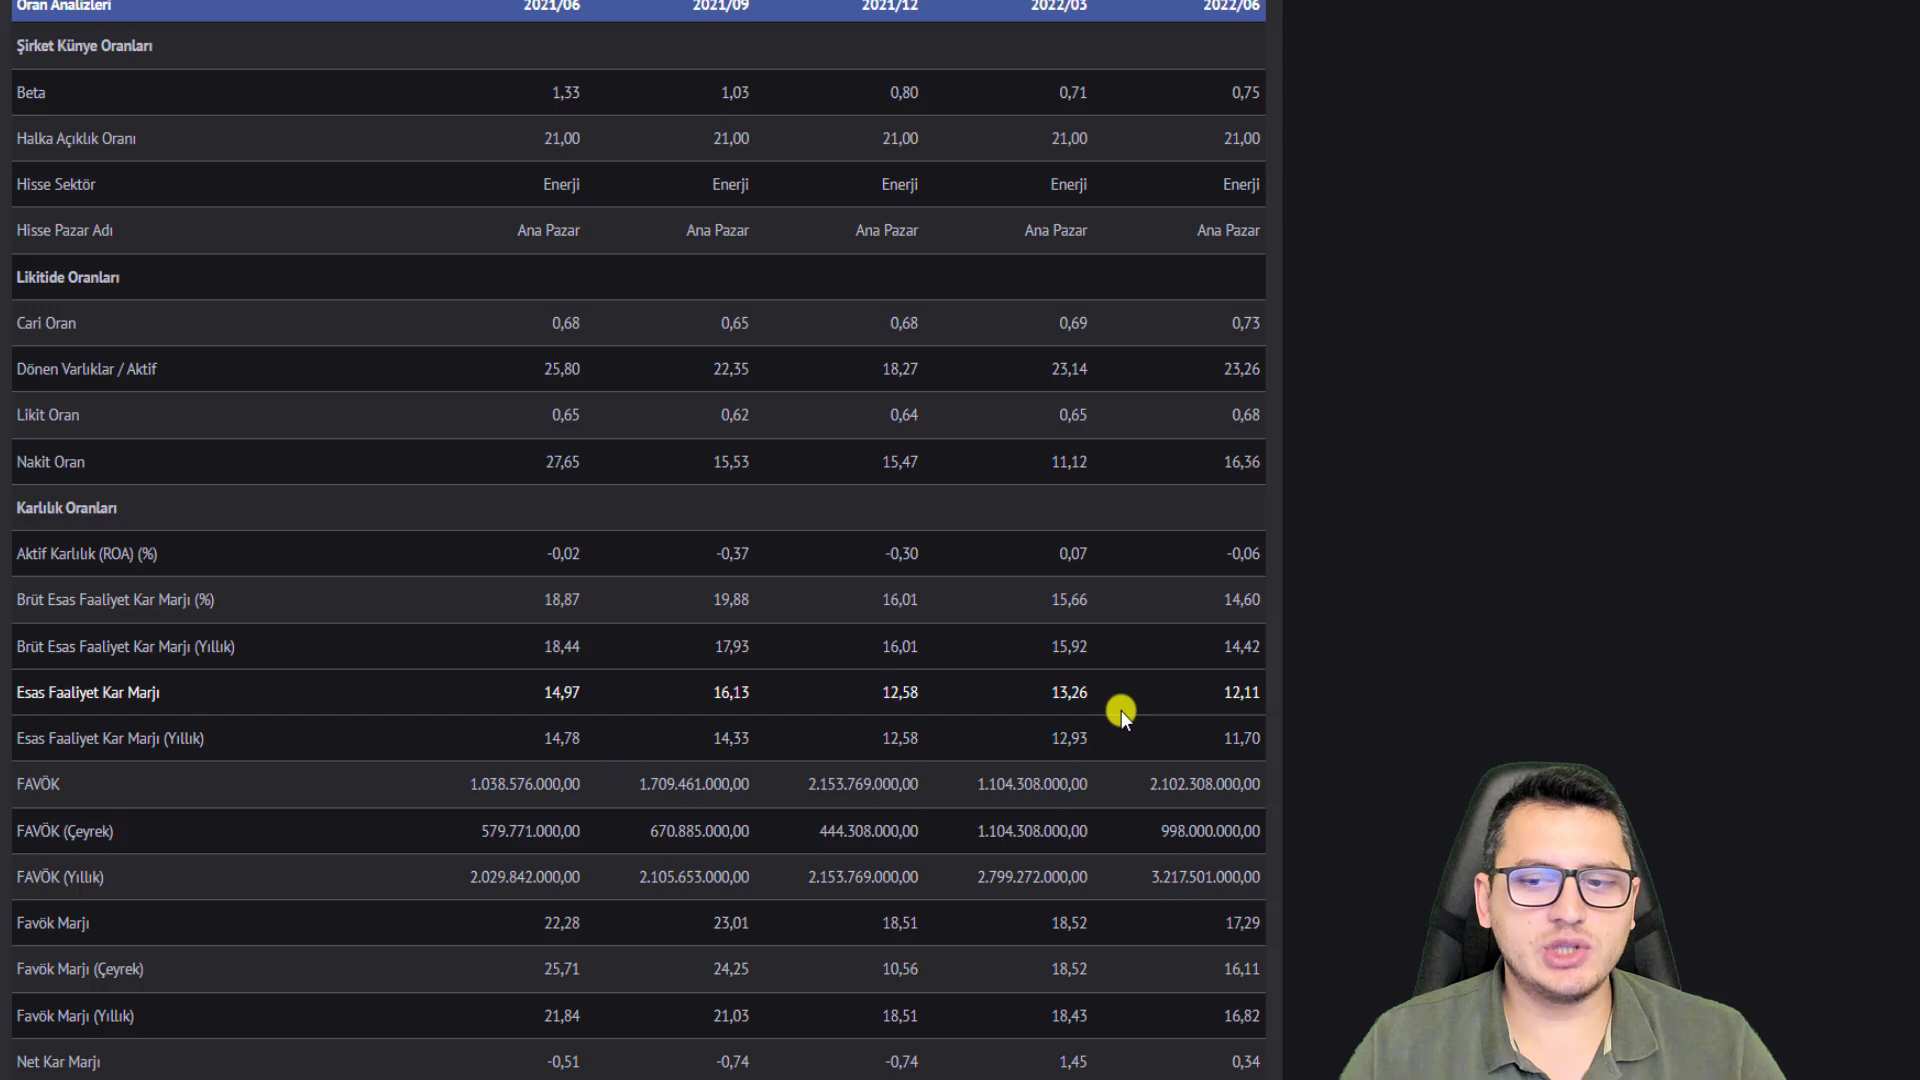 Oran Analizleri 2021/06 2021/09 2021/12 2022/03 2022/06
Şirket Künye Oranları
Beta 1,33 1,03 0,80 0,71 0,75
Halka Açıklık Oranı 21,00 21,00 21,00 21,00 21,00
Hisse Sektör Enerji Enerji Enerji Enerji Enerji
Hisse Pazar Adı Ana Pazar Ana Pazar Ana Pazar Ana Pazar Ana Pazar
Likitide Oranları
Cari Oran 0,68 0,65 0,68 0,69 0,73
Dönen Varlıklar / Aktif 25,80 22,35 18,27 23,14 23,26
Likit Oran 0,65 0,62 0,64 0,65 0,68
Nakit Oran 27,65 15,53 15,47 11,12 16,36
Karlılık Oranları
Aktif Karlılık (ROA) (%) -0,02 -0,37 -0,30 0,07 -0,06
Brüt Esas Faaliyet Kar Marjı (%) 18,87 19,88 16,01 15,66 14,60
Brüt Esas Faaliyet Kar Marjı (Yıllık) 18,44 17,93 16,01 15,92 14,42
Esas Faaliyet Kar Marjı 14,97 16,13 12,58 13,26 12,11
Esas Faaliyet Kar Marjı (Yıllık) 14,78 14,33 12,58 12,93 11,70
FAVÖK 1.038.576.000,00 1.709.461.000,00 2.153.769.000,00 1.104.308.000,00 2.102.308.000,00
FAVÖK (Çeyrek) 579.771.000,00 670.885.000,00 444.308.000,00 1.104.308.000,00 998.000.000,00
FAVÖK (Yıllık) 2.029.842.000,00 2.105.653.000,00 2.153.769.000,00 2.799.272.000,00 3.217.501.000,00
Favök Marjı 22,28 23,01 18,51 18,52 17,29
Favök Marjı (Çeyrek) 25,71 24,25 10,56 18,52 16,11
Favök Marjı (Yıllık) 21,84 21,03 18,51 18,43 16,82
Net Kar Marjı -0,51 -0,74 -0,74 1,45 0,34